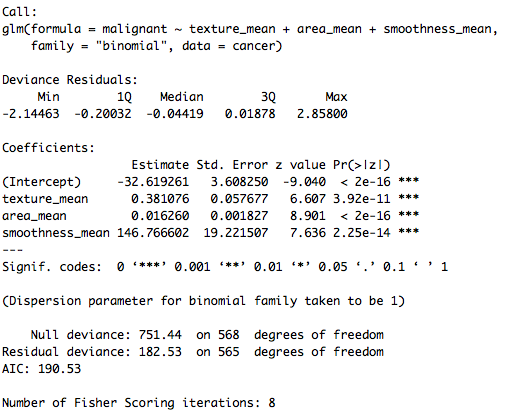 Call:
glm(formula = malignant ~ texture_mean + area_mean + smoothness_mean,
    family = "binomial", data = cancer)

Deviance Residuals:
     Min       1Q   Median       3Q      Max
-2.14463 -0.20032 -0.04419  0.01878  2.85800

Coefficients:
                 Estimate Std. Error z value Pr(>|z|)
(Intercept)    -32.619261   3.608250  -9.040  < 2e-16 ***
texture_mean     0.381076   0.057677   6.607 3.92e-11 ***
area_mean        0.016260   0.001827   8.901  < 2e-16 ***
smoothness_mean 146.766602  19.221507   7.636 2.25e-14 ***
---
Signif. codes:  0 ‘***’ 0.001 ‘**’ 0.01 ‘*’ 0.05 ‘.’ 0.1 ‘ ’ 1

(Dispersion parameter for binomial family taken to be 1)

    Null deviance: 751.44  on 568  degrees of freedom
Residual deviance: 182.53  on 565  degrees of freedom
AIC: 190.53

Number of Fisher Scoring iterations: 8